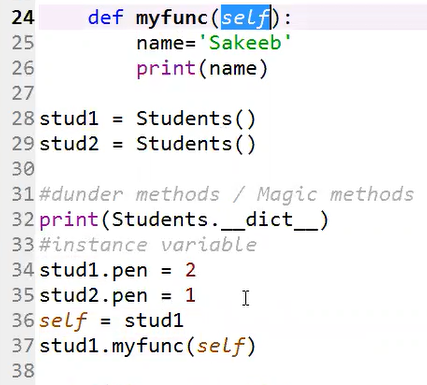 24     def myfunc(self):
25         name='Sakeeb'
26         print(name)
27
28 stud1 = Students()
29 stud2 = Students()
30
31 #dunder methods / Magic methods
32 print(Students.__dict__)
33 #instance variable
34 stud1.pen = 2
35 stud2.pen = 1
36 self = stud1
37 stud1.myfunc(self)
38